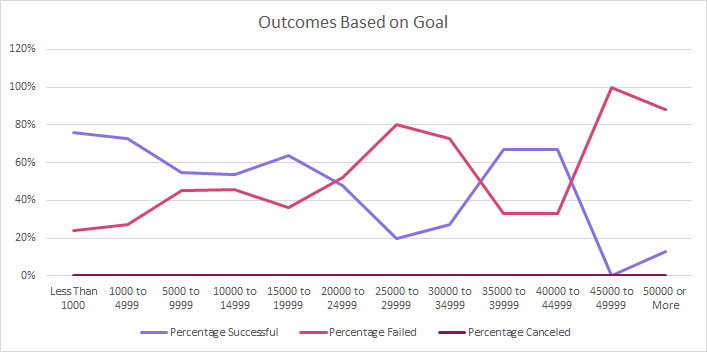 Outcomes Based on Goal
120%
100%
80%
60%
40%
20%
0%
Less Than
1000
1000 to
4999
5000 to
9999
10000 to
14999
15000 to
19999
20000 to
24999
25000 to
29999
30000 to
34999
35000 to
39999
40000 to
44999
45000 to
49999
50000 or
More
Percentage Successful
Percentage Failed
Percentage Canceled